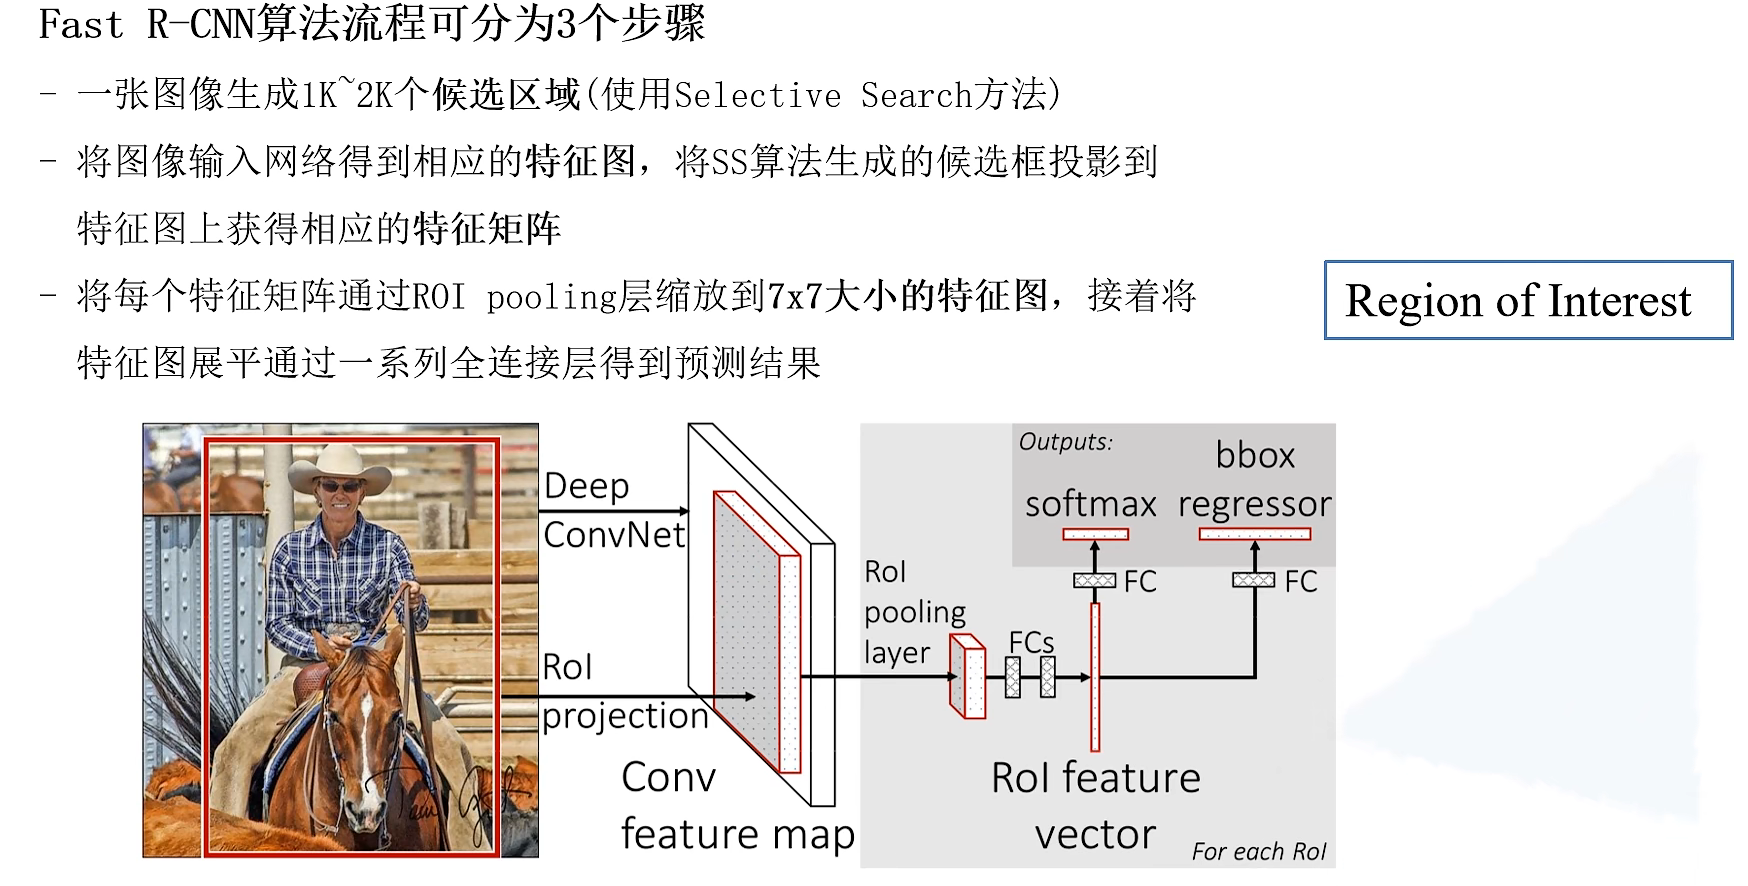 Fast R-CNN算法流程可分为3个步骤
- 一张图像生成1K~2K个候选区域(使用Selective Search方法)
- 将图像输入网络得到相应的特征图，将SS算法生成的候选框投影到
特征图上获得相应的特征矩阵
- 将每个特征矩阵通过ROI pooling层缩放到7x7大小的特征图，接着将
特征图展平通过一系列全连接层得到预测结果
Region of Interest
Deep
ConvNet
RoI
projection
Conv
feature map
RoI
pooling
layer
FCs
Outputs:
softmax
bbox
regressor
FC
FC
RoI feature
vector
For each RoI